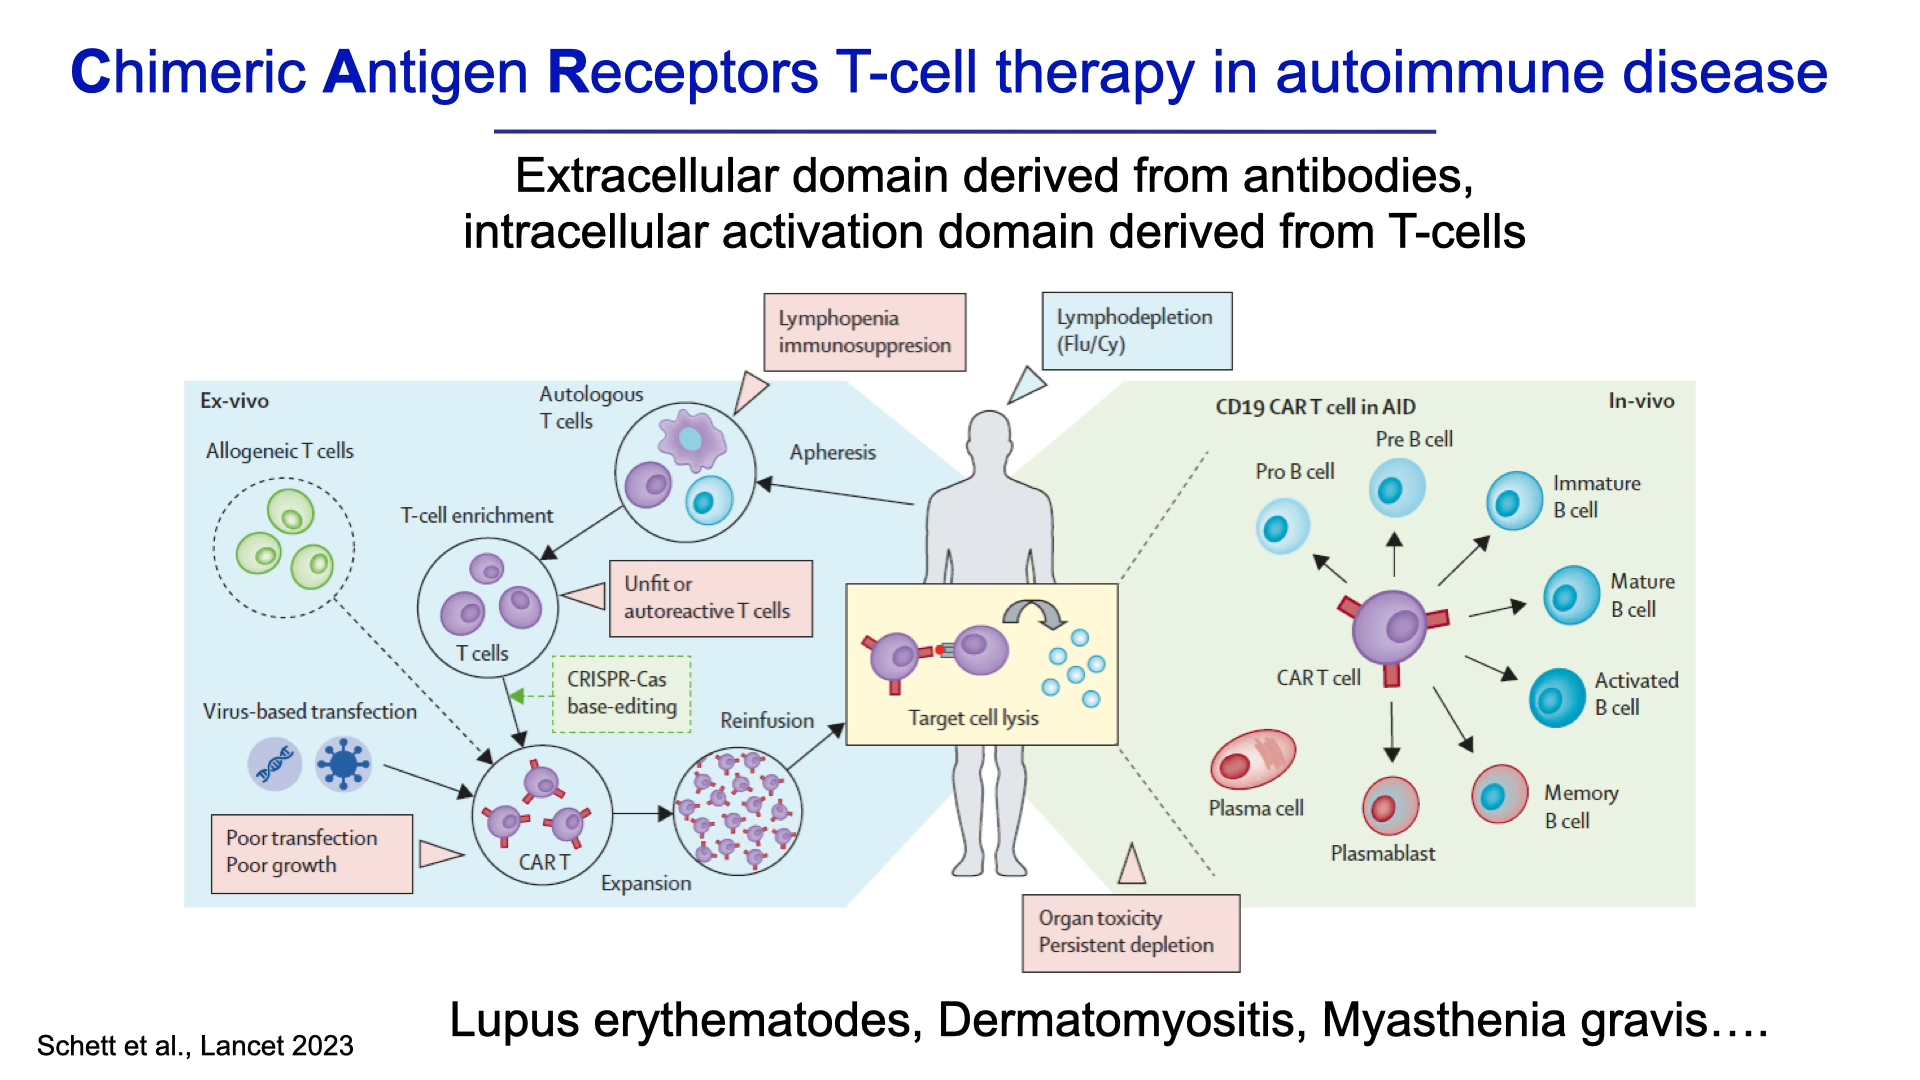 Chimeric Antigen Receptors T-cell therapy in autoimmune disease
Extracellular domain derived from antibodies,
intracellular activation domain derived from T-cells
Lymphopenia
immunosuppresion
Lymphodepletion
(Flu/Cy)
Ex-vivo
Allogeneic T cells
Autologous
T cells
Apheresis
T-cell enrichment
T cells
Unfit or
autoreactive T cells
CRISPR-Cas
base-editing
Virus-based transfection
Poor transfection
Poor growth
CAR T
Expansion
Reinfusion
Target cell lysis
CD19 CAR T cell in AID
In-vivo
Pro B cell
Pre B cell
Immature
B cell
Mature
B cell
Activated
B cell
CAR T cell
Memory
B cell
Plasmablast
Plasma cell
Organ toxicity
Persistent depletion
Lupus erythematodes, Dermatomyositis, Myasthenia gravis….
Schett et al., Lancet 2023